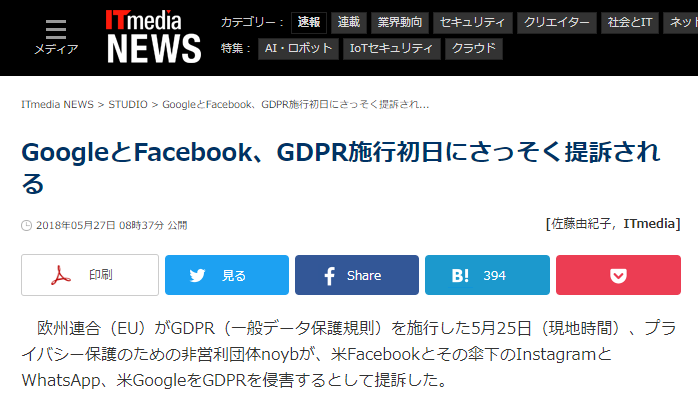 メディア
ITmedia NEWS
カテゴリー： 速報 連載 業界動向 セキュリティ クリエイター 社会とIT ネット
特集： AI・ロボット IoTセキュリティ クラウド
ITmedia NEWS > STUDIO > GoogleとFacebook、GDPR施行初日にさっそく提訴され...
GoogleとFacebook、GDPR施行初日にさっそく提訴され
る
2018年05月27日 08時37分 公開
[佐藤由紀子，ITmedia]
印刷 見る Share B! 394
欧州連合（EU）がGDPR（一般データ保護規則）を施行した5月25日（現地時間）、プラ
イバシー保護のための非営利団体noybが、米Facebookとその傘下のInstagramと
WhatsApp、米GoogleをGDPRを侵害するとして提訴した。